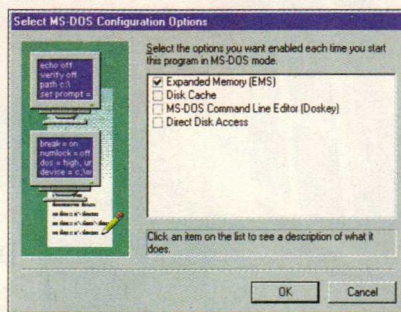 Select MS-DOS Configuration Options
echo off
verify off
path c:\
set prompt =
break = on
numlock = off
dos = high, ur
device = c:\w
Select the options you want enabled each time you start
this program in MS-DOS mode.
Expanded Memory (EMS)
Disk Cache
MS-DOS Command Line Editor (Doskey)
Direct Disk Access
Click an item on the list to see a description of what it
does.
OK
Cancel